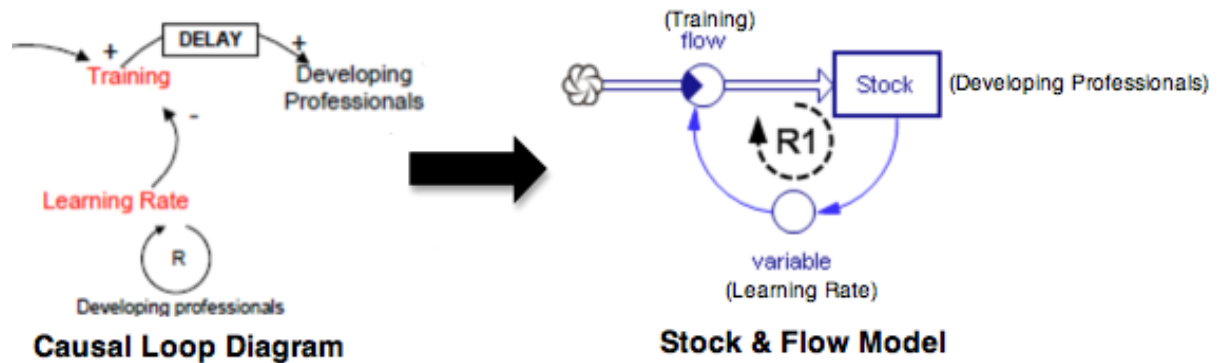 +
DELAY
+
Training
Developing
Professionals
-
Learning Rate
R
Developing professionals
Causal Loop Diagram
(Training)
flow
Stock
(Developing Professionals)
R1
variable
(Learning Rate)
Stock & Flow Model